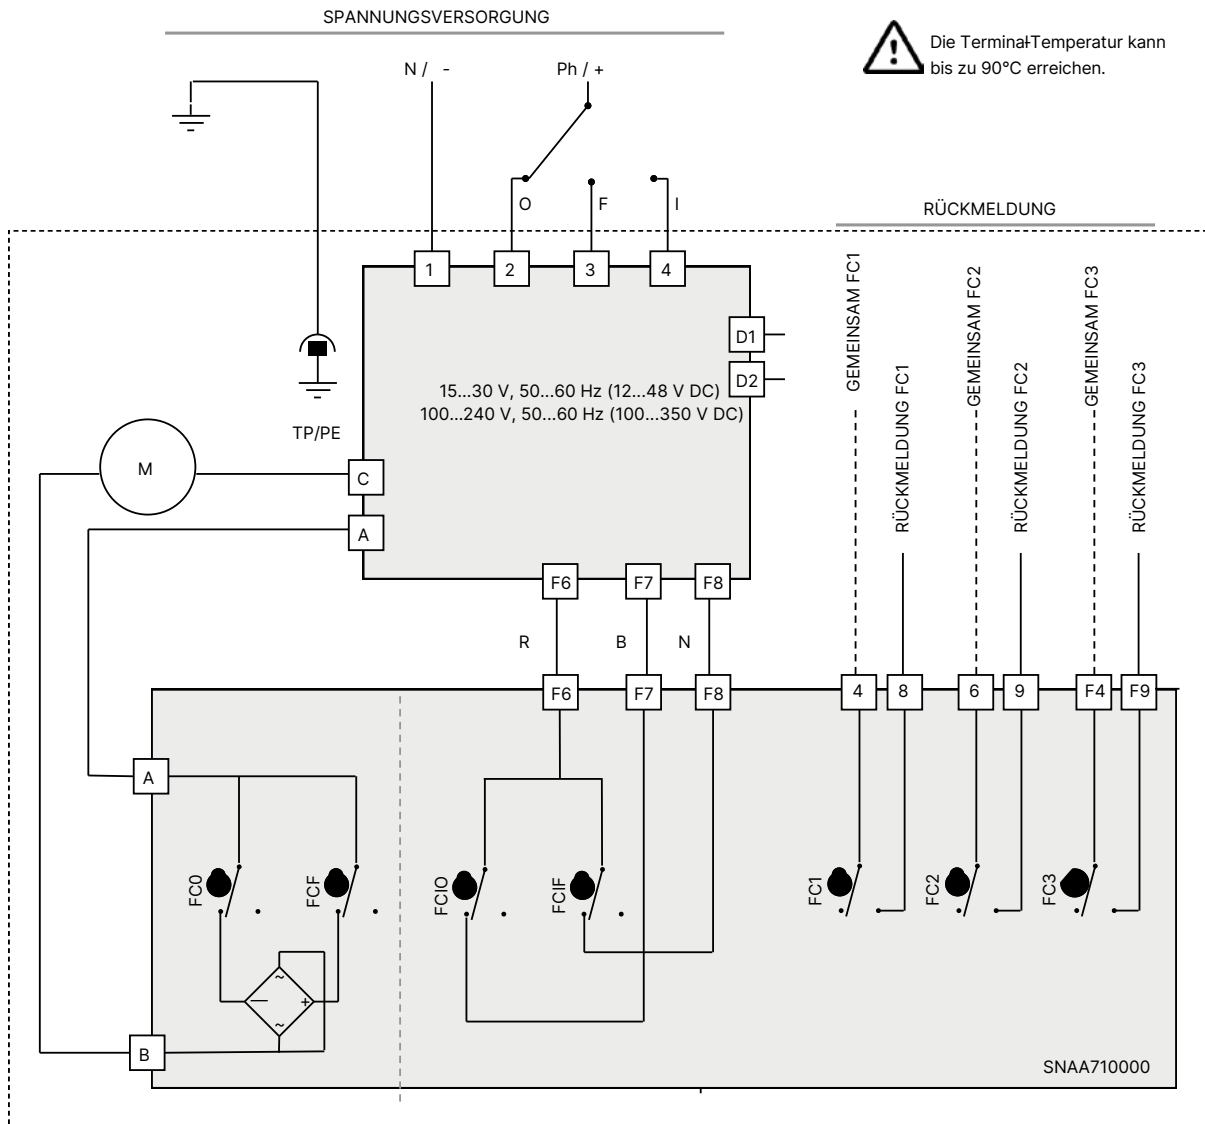 SPANNUNGSVERSORGUNG
Die Terminal-Temperatur kann
bis zu 90°C erreichen.
N / -
Ph / +
O
F
I
RÜCKMELDUNG
1
2
3
4
D1
D2
15...30 V, 50...60 Hz (12...48 V DC)
100...240 V, 50...60 Hz (100...350 V DC)
GEMEINSAM FC1
RÜCKMELDUNG FC1
GEMEINSAM FC2
RÜCKMELDUNG FC2
GEMEINSAM FC3
RÜCKMELDUNG FC3
TP/PE
M
C
A
F6
F7
F8
R
B
N
F6
F7
F8
4
8
6
9
F4
F9
A
FC0
FCF
FCIO
FCIF
FC1
FC2
FC3
~
—
+
~
B
SNAA710000